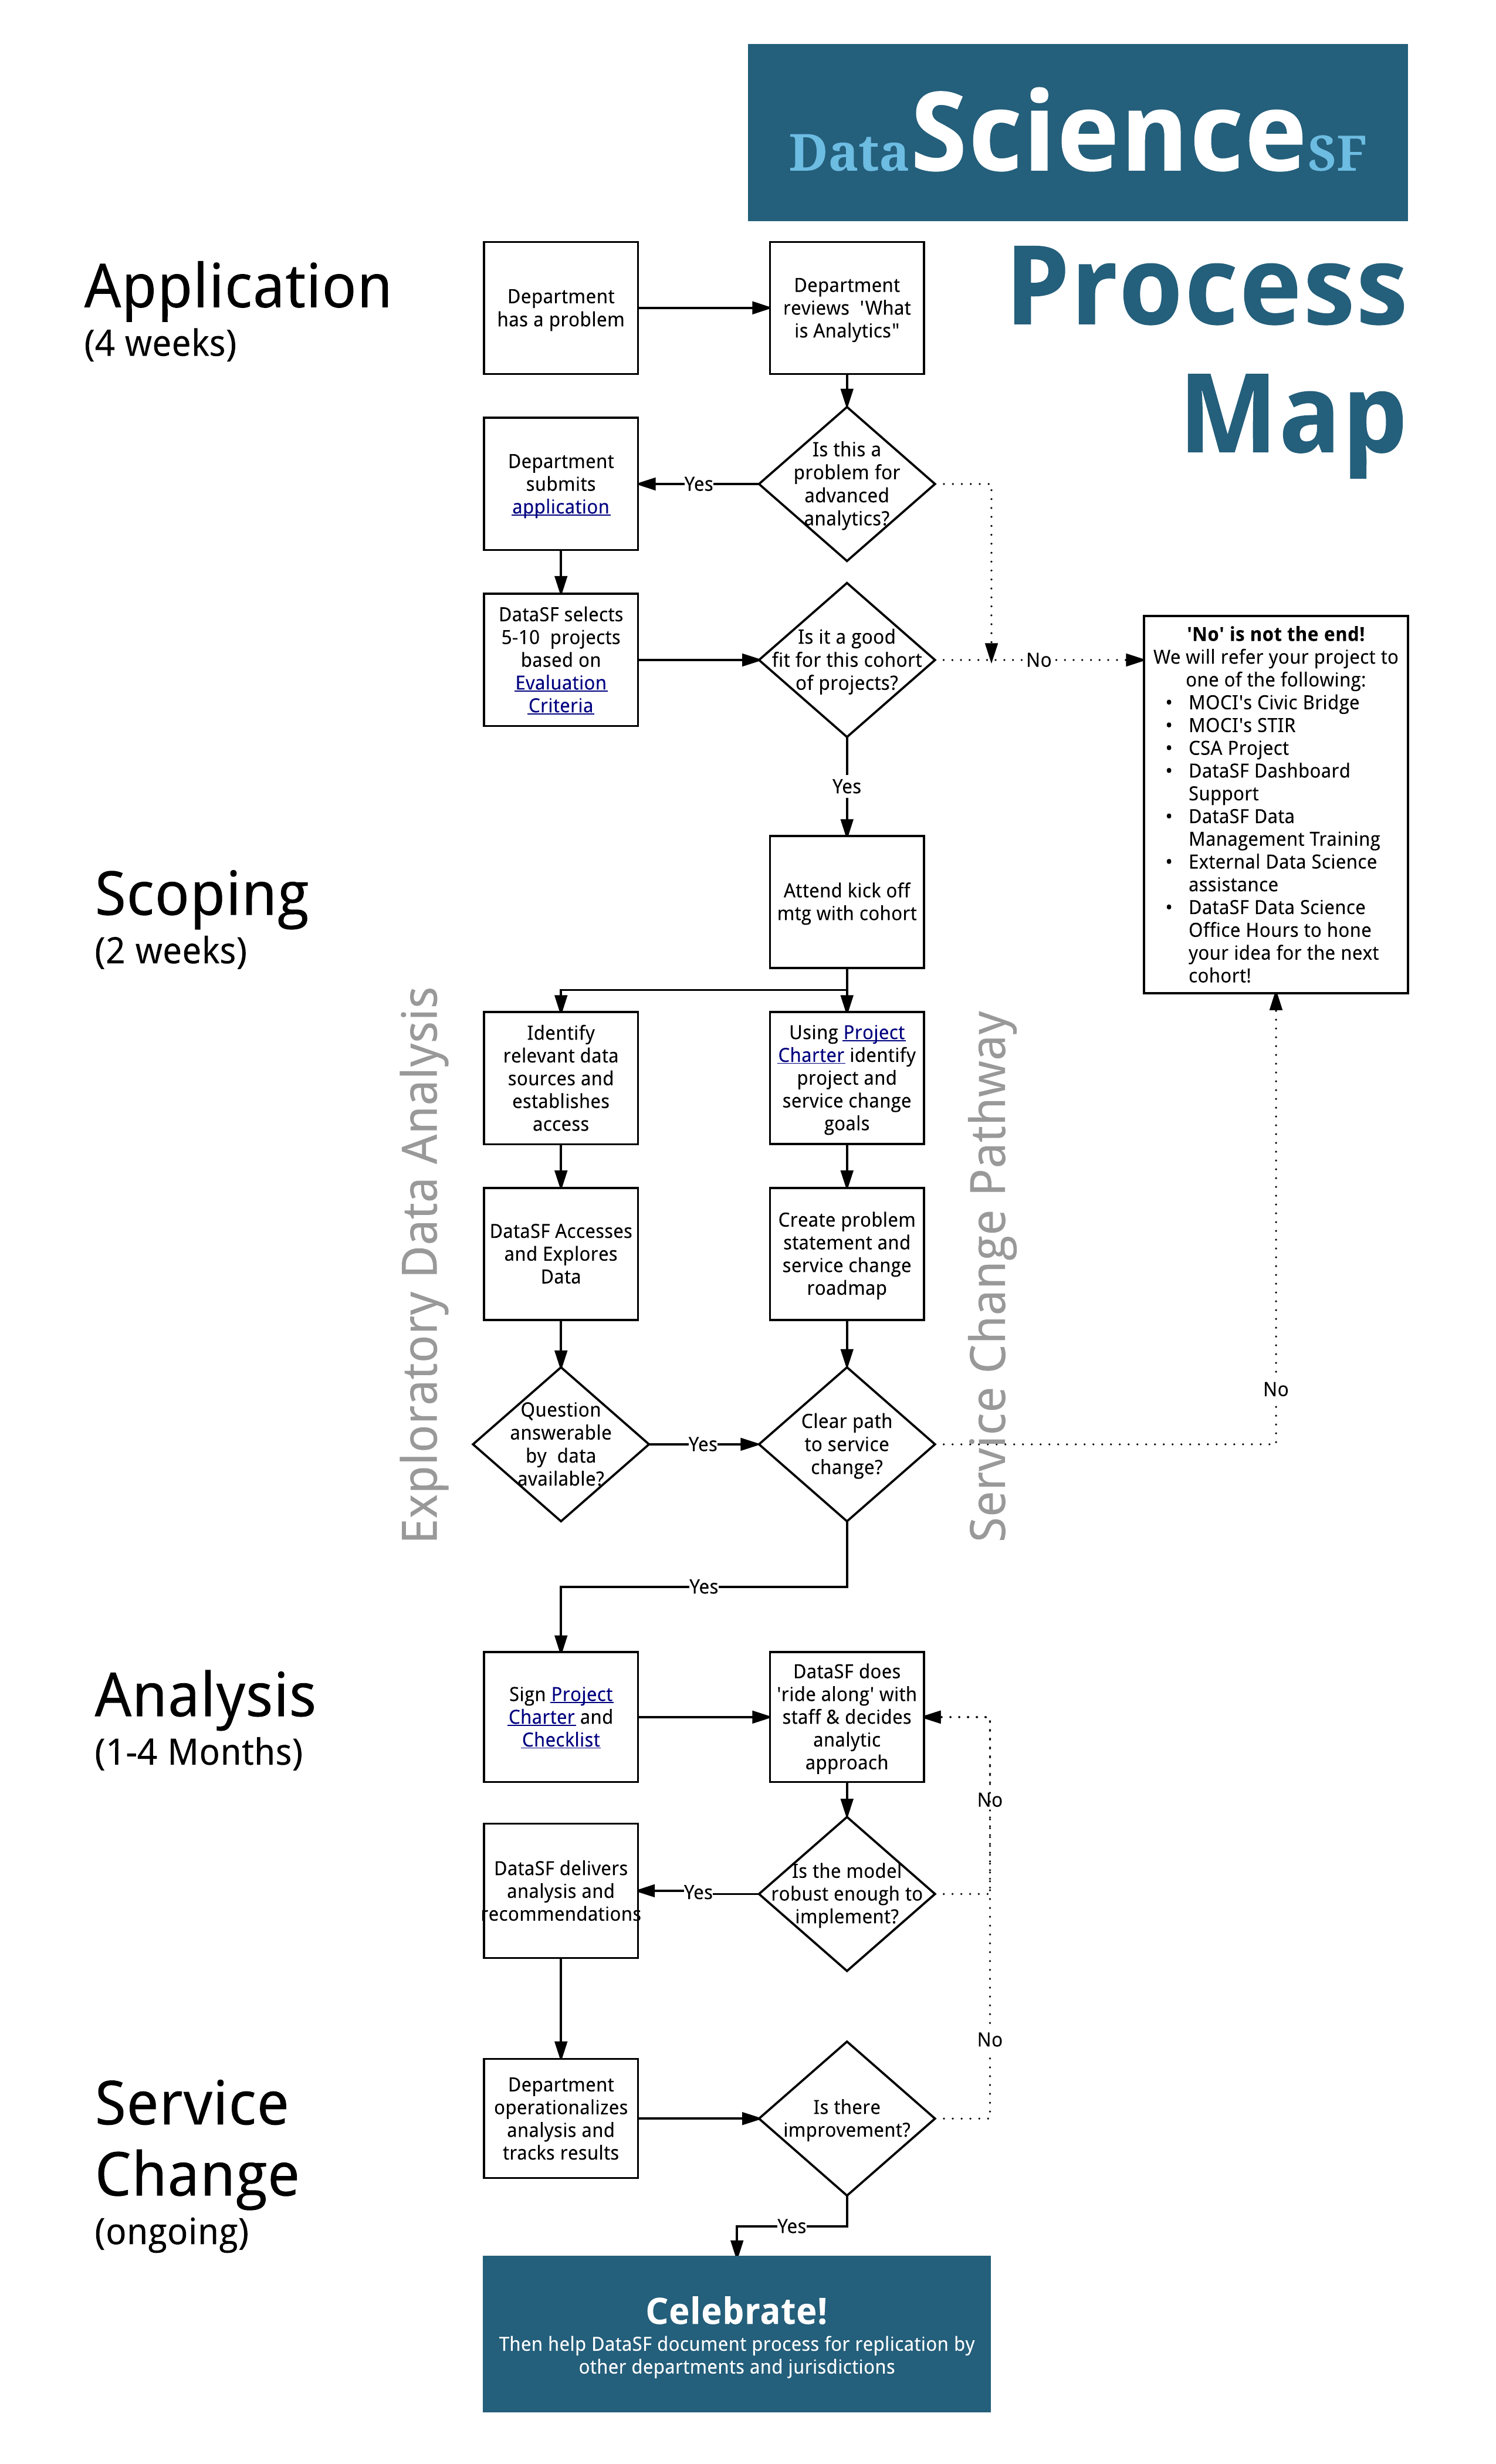 DataScienceSF
Process
Map
Application
(4 weeks)
Department
has a problem
Department
reviews  'What
is Analytics"
Is this a
problem for
advanced
analytics?
Yes
Department
submits
application
DataSF selects
5-10  projects
based on
Evaluation
Criteria
Is it a good
fit for this cohort
of projects?
No
'No' is not the end!
We will refer your project to
one of the following:
• MOCI's Civic Bridge
• MOCI's STIR
• CSA Project
• DataSF Dashboard
Support
• DataSF Data
Management Training
• External Data Science
assistance
• DataSF Data Science
Office Hours to hone
your idea for the next
cohort!
Yes
Scoping
(2 weeks)
Attend kick off
mtg with cohort
Exploratory Data Analysis
Identify
relevant data
sources and
establishes
access
Using Project
Charter identify
project and
service change
goals
Service Change Pathway
DataSF Accesses
and Explores
Data
Create problem
statement and
service change
roadmap
Question
answerable
by  data
available?
Yes
Clear path
to service
change?
No
Yes
Analysis
(1-4 Months)
Sign Project
Charter and
Checklist
DataSF does
'ride along' with
staff & decides
analytic
approach
No
DataSF delivers
analysis and
recommendations
Yes
Is the model
robust enough to
implement?
No
Service
Change
(ongoing)
Department
operationalizes
analysis and
tracks results
Is there
improvement?
Yes
Celebrate!
Then help DataSF document process for replication by
other departments and jurisdictions